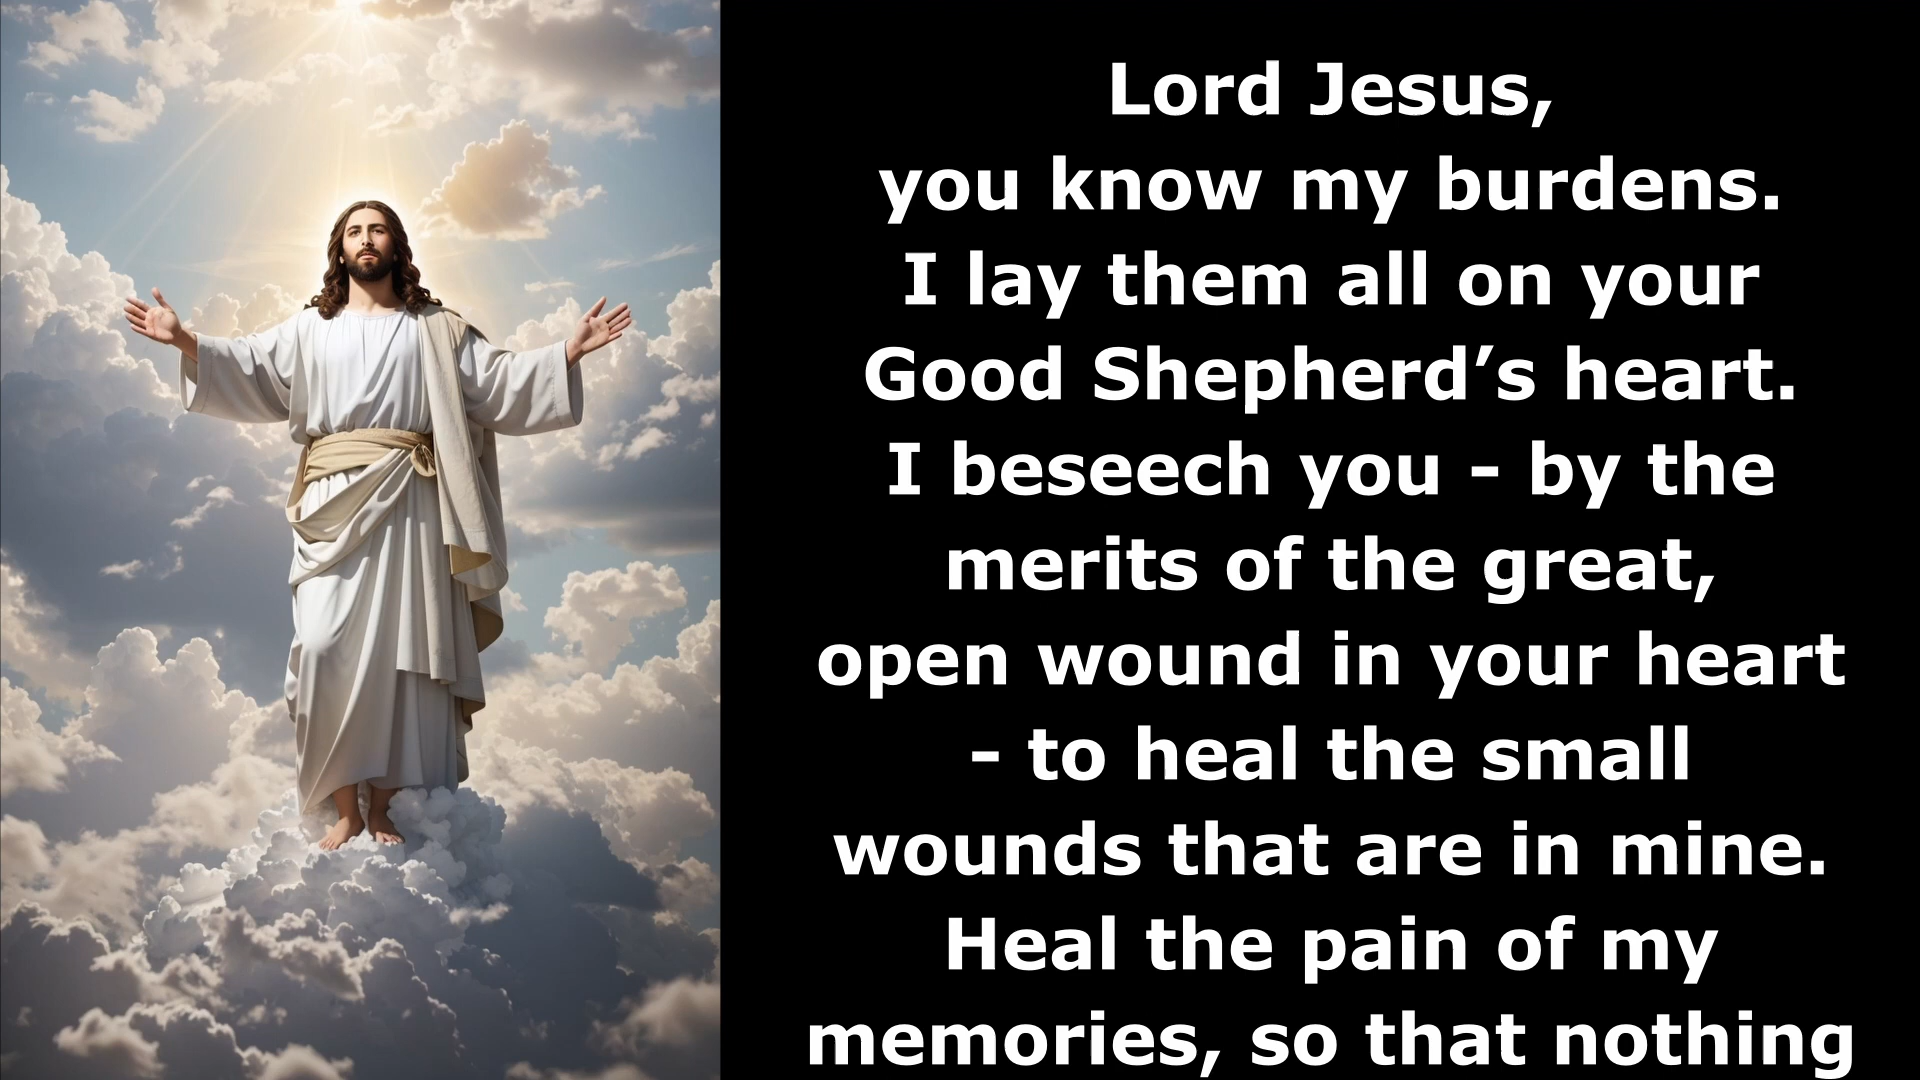 Lord Jesus,
you know my burdens.
I lay them all on your
Good Shepherd’s heart.
I beseech you - by the
merits of the great,
open wound in your heart
- to heal the small
wounds that are in mine.
Heal the pain of my
memories, so that nothing